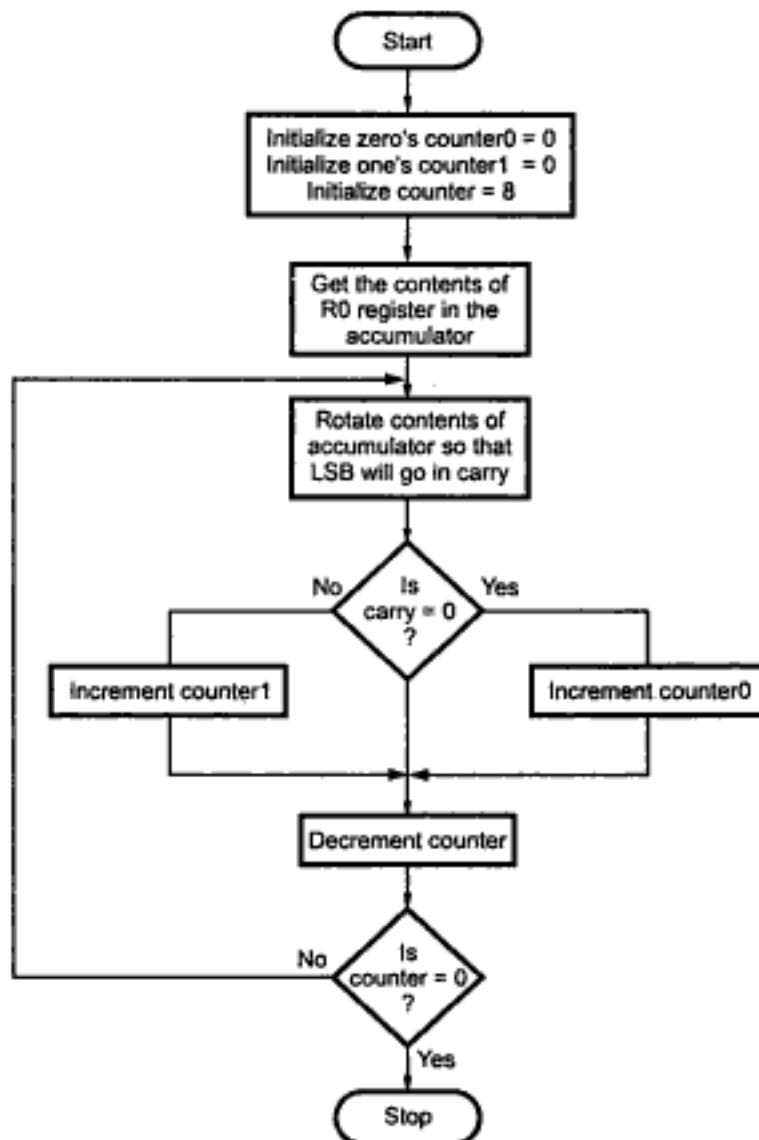 Start
Initialize zero's counter0 = 0
Initialize one's counter1 = 0
Initialize counter = 8
Get the contents of
R0 register in the
accumulator
Rotate contents of
accumulator so that
LSB will go in carry
No
Is
carry = 0
?
Yes
Increment counter1
Increment counter0
Decrement counter
No
Is
counter = 0
?
Yes
Stop